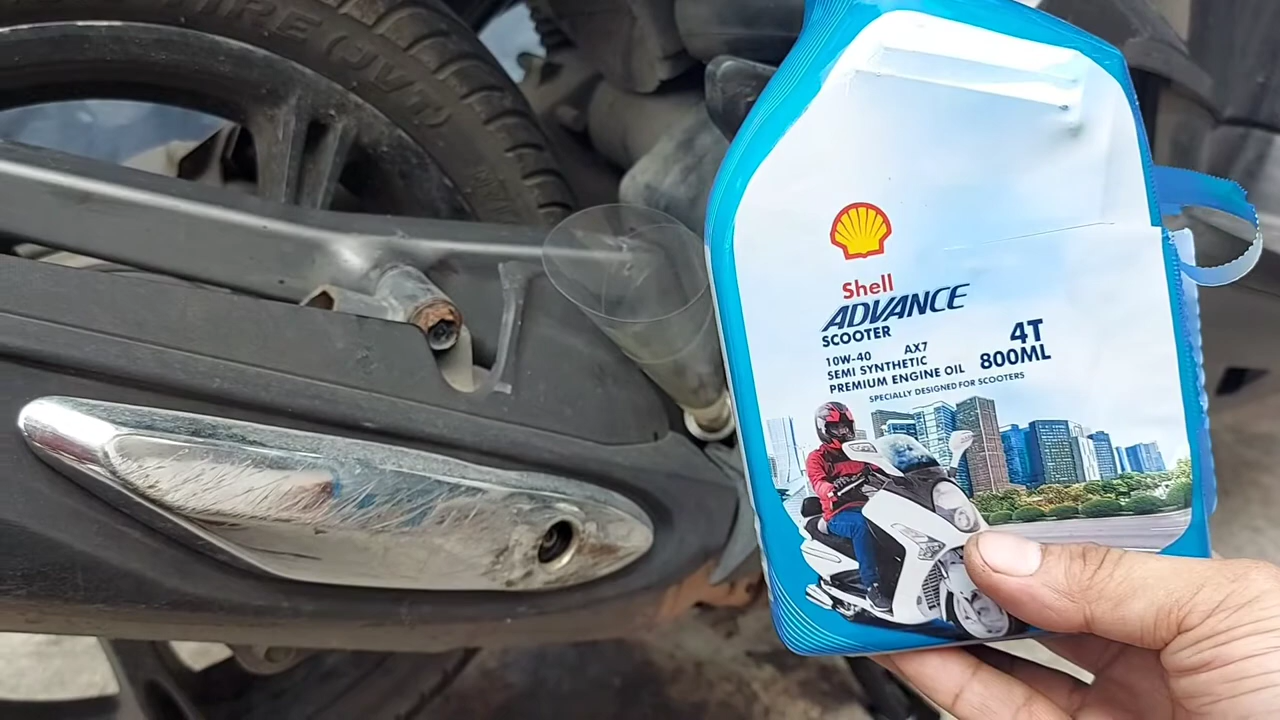 Shell
ADVANCE
SCOOTER
10W-40 AX7
SEMI SYNTHETIC
PREMIUM ENGINE OIL
4T
800ML
SPECIALLY DESIGNED FOR SCOOTERS